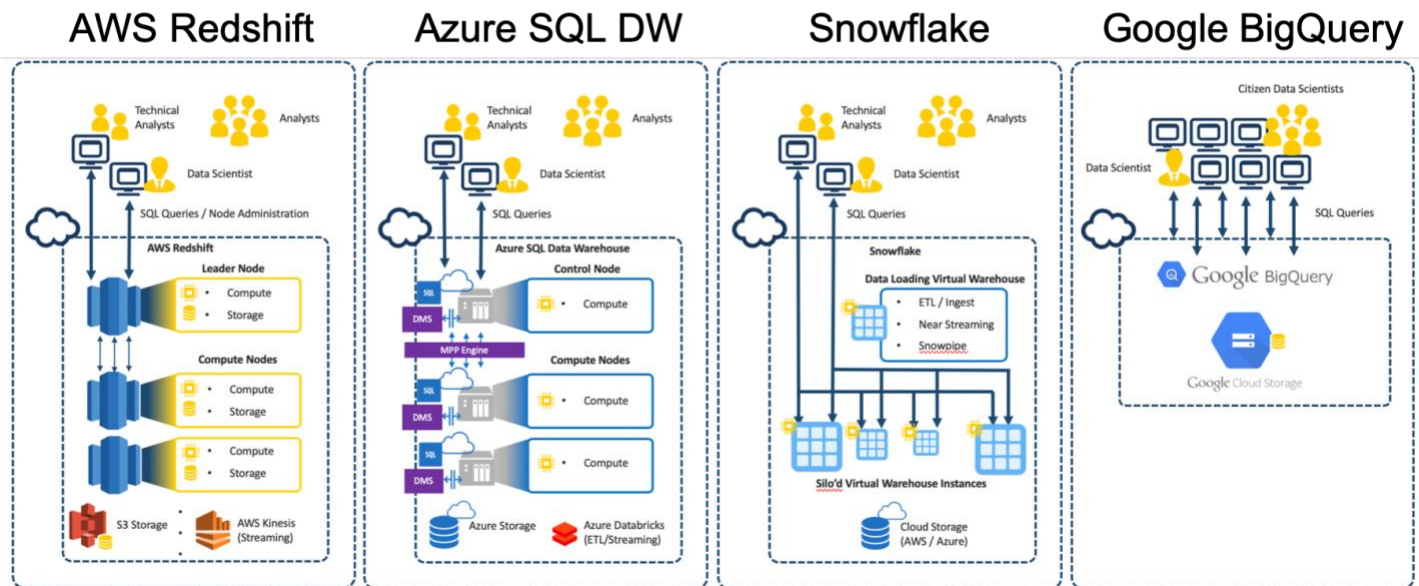 AWS Redshift
Technical
Analysts
Analysts
Data Scientist
SQL Queries / Node Administration
AWS Redshift
Leader Node
• Compute
• Storage
Compute Nodes
• Compute
• Storage
• Compute
• Storage
S3 Storage
AWS Kinesis
(Streaming)
Azure SQL DW
Technical
Analysts
Analysts
Data Scientist
SQL Queries
Azure SQL Data Warehouse
Control Node
SQL
DMS
• Compute
MPP Engine
Compute Nodes
SQL
DMS
• Compute
SQL
DMS
• Compute
Azure Storage
Azure Databricks
(ETL/Streaming)
Snowflake
Technical
Analysts
Analysts
Data Scientist
SQL Queries
Snowflake
Data Loading Virtual Warehouse
• ETL / Ingest
• Near Streaming
• Snowpipe
Silo'd Virtual Warehouse Instances
Cloud Storage
(AWS / Azure)
Google BigQuery
Citizen Data Scientists
Data Scientist
SQL Queries
Google BigQuery
Google Cloud Storage